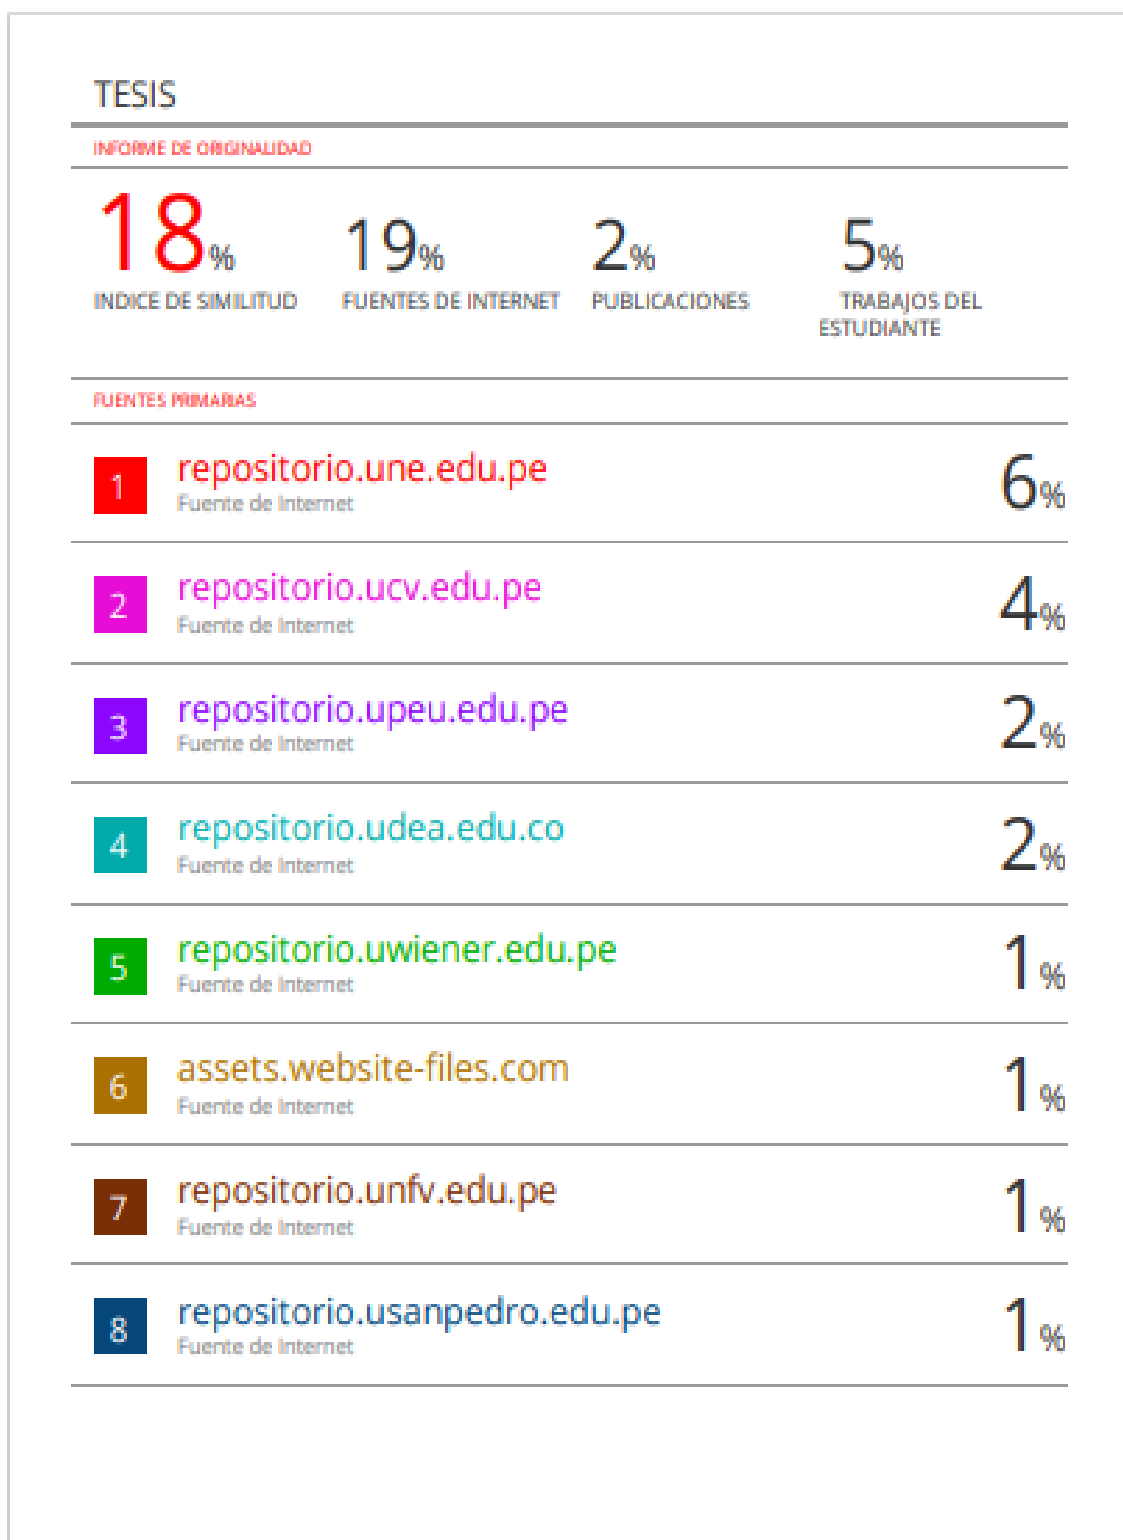 TESIS
INFORME DE ORIGINALIDAD
18% 19% 2% 5%
INDICE DE SIMILITUD FUENTES DE INTERNET PUBLICACIONES TRABAJOS DEL
ESTUDIANTE
FUENTES PRIMARIAS
1 repositorio.une.edu.pe 6%
Fuente de Internet
2 repositorio.ucv.edu.pe 4%
Fuente de Internet
3 repositorio.upeu.edu.pe 2%
Fuente de Internet
4 repositorio.udea.edu.co 2%
Fuente de Internet
5 repositorio.uwiener.edu.pe 1%
Fuente de Internet
6 assets.website-files.com 1%
Fuente de Internet
7 repositorio.unfv.edu.pe 1%
Fuente de Internet
8 repositorio.usanpedro.edu.pe 1%
Fuente de Internet